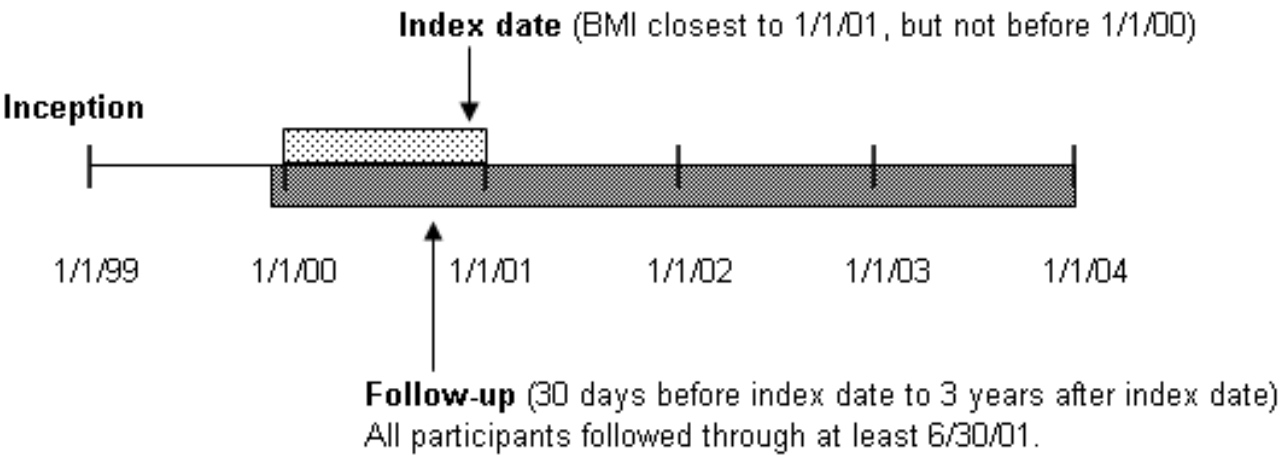 Index date (BMI closest to 1/1/01, but not before 1/1/00)
Inception
1/1/99 1/1/00 1/1/01 1/1/02 1/1/03 1/1/04
Follow-up (30 days before index date to 3 years after index date)
All participants followed through at least 6/30/01.